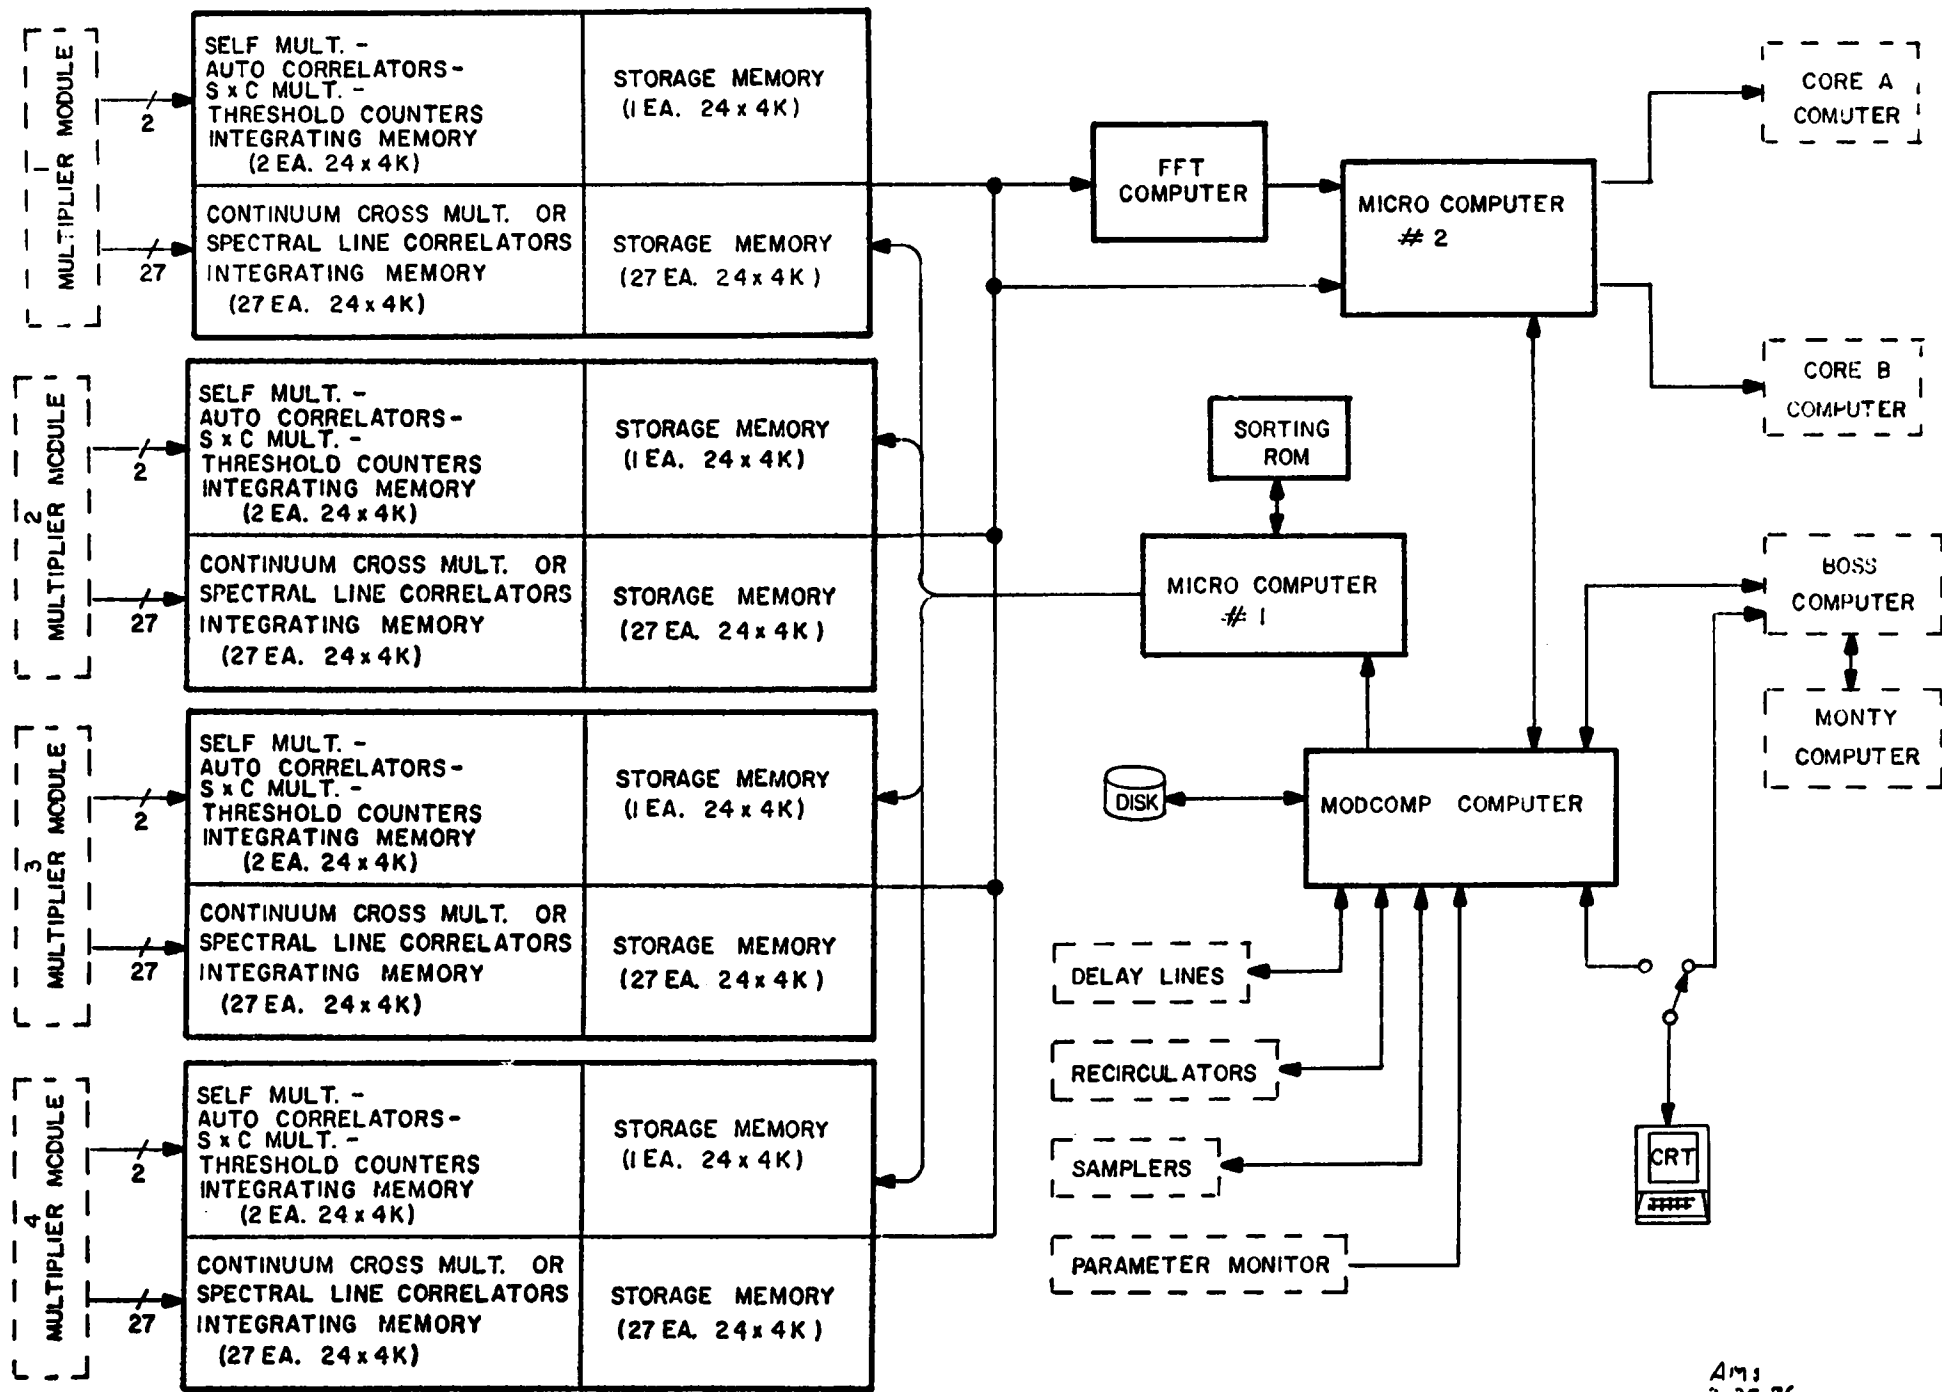 1
MULTIPLIER MODULE
2
27
SELF MULT. -
AUTO CORRELATORS-
S x C MULT. -
THRESHOLD COUNTERS
INTEGRATING MEMORY
(2 EA. 24 x 4K)
STORAGE MEMORY
(1 EA. 24 x 4K)
CONTINUUM CROSS MULT. OR
SPECTRAL LINE CORRELATORS
INTEGRATING MEMORY
(27 EA. 24 x 4K)
STORAGE MEMORY
(27 EA. 24 x 4K)
2
MULTIPLIER MODULE
2
27
SELF MULT. -
AUTO CORRELATORS-
S x C MULT. -
THRESHOLD COUNTERS
INTEGRATING MEMORY
(2 EA. 24 x 4K)
STORAGE MEMORY
(1 EA. 24 x 4K)
CONTINUUM CROSS MULT. OR
SPECTRAL LINE CORRELATORS
INTEGRATING MEMORY
(27 EA. 24 x 4K)
STORAGE MEMORY
(27 EA. 24 x 4K)
3
MULTIPLIER MODULE
2
27
SELF MULT. -
AUTO CORRELATORS-
S x C MULT. -
THRESHOLD COUNTERS
INTEGRATING MEMORY
(2 EA. 24 x 4K)
STORAGE MEMORY
(1 EA. 24 x 4K)
CONTINUUM CROSS MULT. OR
SPECTRAL LINE CORRELATORS
INTEGRATING MEMORY
(27 EA. 24 x 4K)
STORAGE MEMORY
(27 EA. 24 x 4K)
4
MULTIPLIER MODULE
2
27
SELF MULT. -
AUTO CORRELATORS-
S x C MULT. -
THRESHOLD COUNTERS
INTEGRATING MEMORY
(2 EA. 24 x 4K)
STORAGE MEMORY
(1 EA. 24 x 4K)
CONTINUUM CROSS MULT. OR
SPECTRAL LINE CORRELATORS
INTEGRATING MEMORY
(27 EA. 24 x 4K)
STORAGE MEMORY
(27 EA. 24 x 4K)
FFT
COMPUTER
MICRO COMPUTER
# 2
CORE A
COMUTER
CORE B
COMPUTER
SORTING
ROM
MICRO COMPUTER
# 1
BOSS
COMPUTER
MONTY
COMPUTER
DISK
MODCOMP COMPUTER
DELAY LINES
RECIRCULATORS
SAMPLERS
PARAMETER MONITOR
CRT